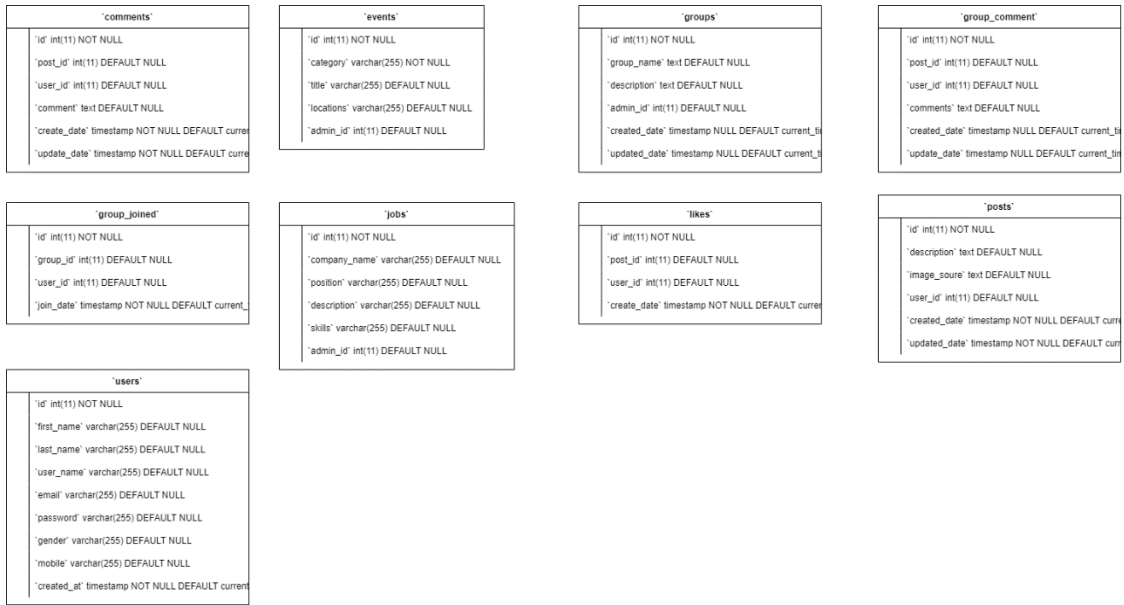 `comments`
`id` int(11) NOT NULL
`post_id` int(11) DEFAULT NULL
`user_id` int(11) DEFAULT NULL
`comment` text DEFAULT NULL
`create_date` timestamp NOT NULL DEFAULT curre
`update_date` timestamp NOT NULL DEFAULT curre
`events`
`id` int(11) NOT NULL
`category` varchar(255) NOT NULL
`title` varchar(255) DEFAULT NULL
`locations` varchar(255) DEFAULT NULL
`admin_id` int(11) DEFAULT NULL
`groups`
`id` int(11) NOT NULL
`group_name` text DEFAULT NULL
`description` text DEFAULT NULL
`admin_id` int(11) DEFAULT NULL
`created_date` timestamp NULL DEFAULT current_ti
`updated_date` timestamp NULL DEFAULT current_ti
`group_comment`
`id` int(11) NOT NULL
`post_id` int(11) DEFAULT NULL
`user_id` int(11) DEFAULT NULL
`comments` text DEFAULT NULL
`created_date` timestamp NULL DEFAULT current_ti
`update_date` timestamp NULL DEFAULT current_tin
`group_joined`
`id` int(11) NOT NULL
`group_id` int(11) DEFAULT NULL
`user_id` int(11) DEFAULT NULL
`join_date` timestamp NOT NULL DEFAULT current_
`jobs`
`id` int(11) NOT NULL
`company_name` varchar(255) DEFAULT NULL
`position` varchar(255) DEFAULT NULL
`description` varchar(255) DEFAULT NULL
`skills` varchar(255) DEFAULT NULL
`admin_id` int(11) DEFAULT NULL
`likes`
`id` int(11) NOT NULL
`post_id` int(11) DEFAULT NULL
`user_id` int(11) DEFAULT NULL
`create_date` timestamp NOT NULL DEFAULT currer
`posts`
`id` int(11) NOT NULL
`description` text DEFAULT NULL
`image_soure` text DEFAULT NULL
`user_id` int(11) DEFAULT NULL
`created_date` timestamp NOT NULL DEFAULT curr
`updated_date` timestamp NOT NULL DEFAULT curr
`users`
`id` int(11) NOT NULL
`first_name` varchar(255) DEFAULT NULL
`last_name` varchar(255) DEFAULT NULL
`user_name` varchar(255) DEFAULT NULL
`email` varchar(255) DEFAULT NULL
`password` varchar(255) DEFAULT NULL
`gender` varchar(255) DEFAULT NULL
`mobile` varchar(255) DEFAULT NULL
`created_at` timestamp NOT NULL DEFAULT current